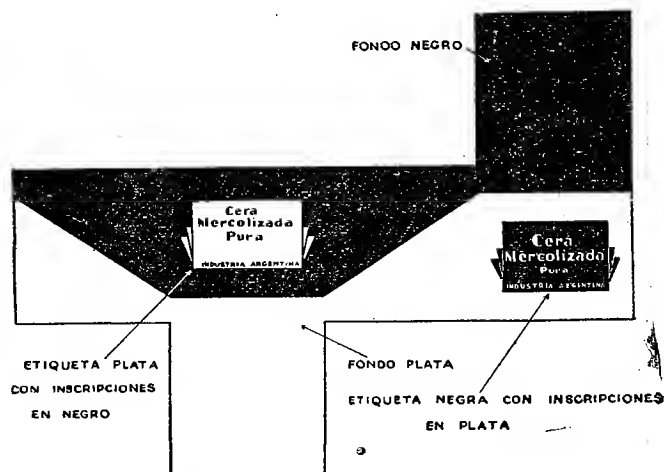 FONDO NEGRO
Cera
Mercolizada
Pura
INDUSTRIA ARGENTINA
Cera
Mercolizada
Pura
INDUSTRIA ARGENTINA
ETIQUETA PLATA
CON INSCRIPCIONES
EN NEGRO
FONDO PLATA
ETIQUETA NEGRA CON INSCRIPCIONES
EN PLATA